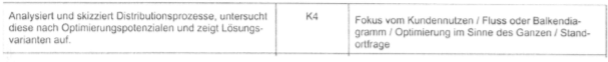 Analysiert und skizziert Distributionsprozesse, untersucht
diese nach Optimierungspotenzialen und zeigt Lösungs-
varianten auf.
K4
Fokus vom Kundennutzen / Fluss oder Balkendia-
gramm / Optimierung im Sinne des Ganzen / Stand-
ortfrage